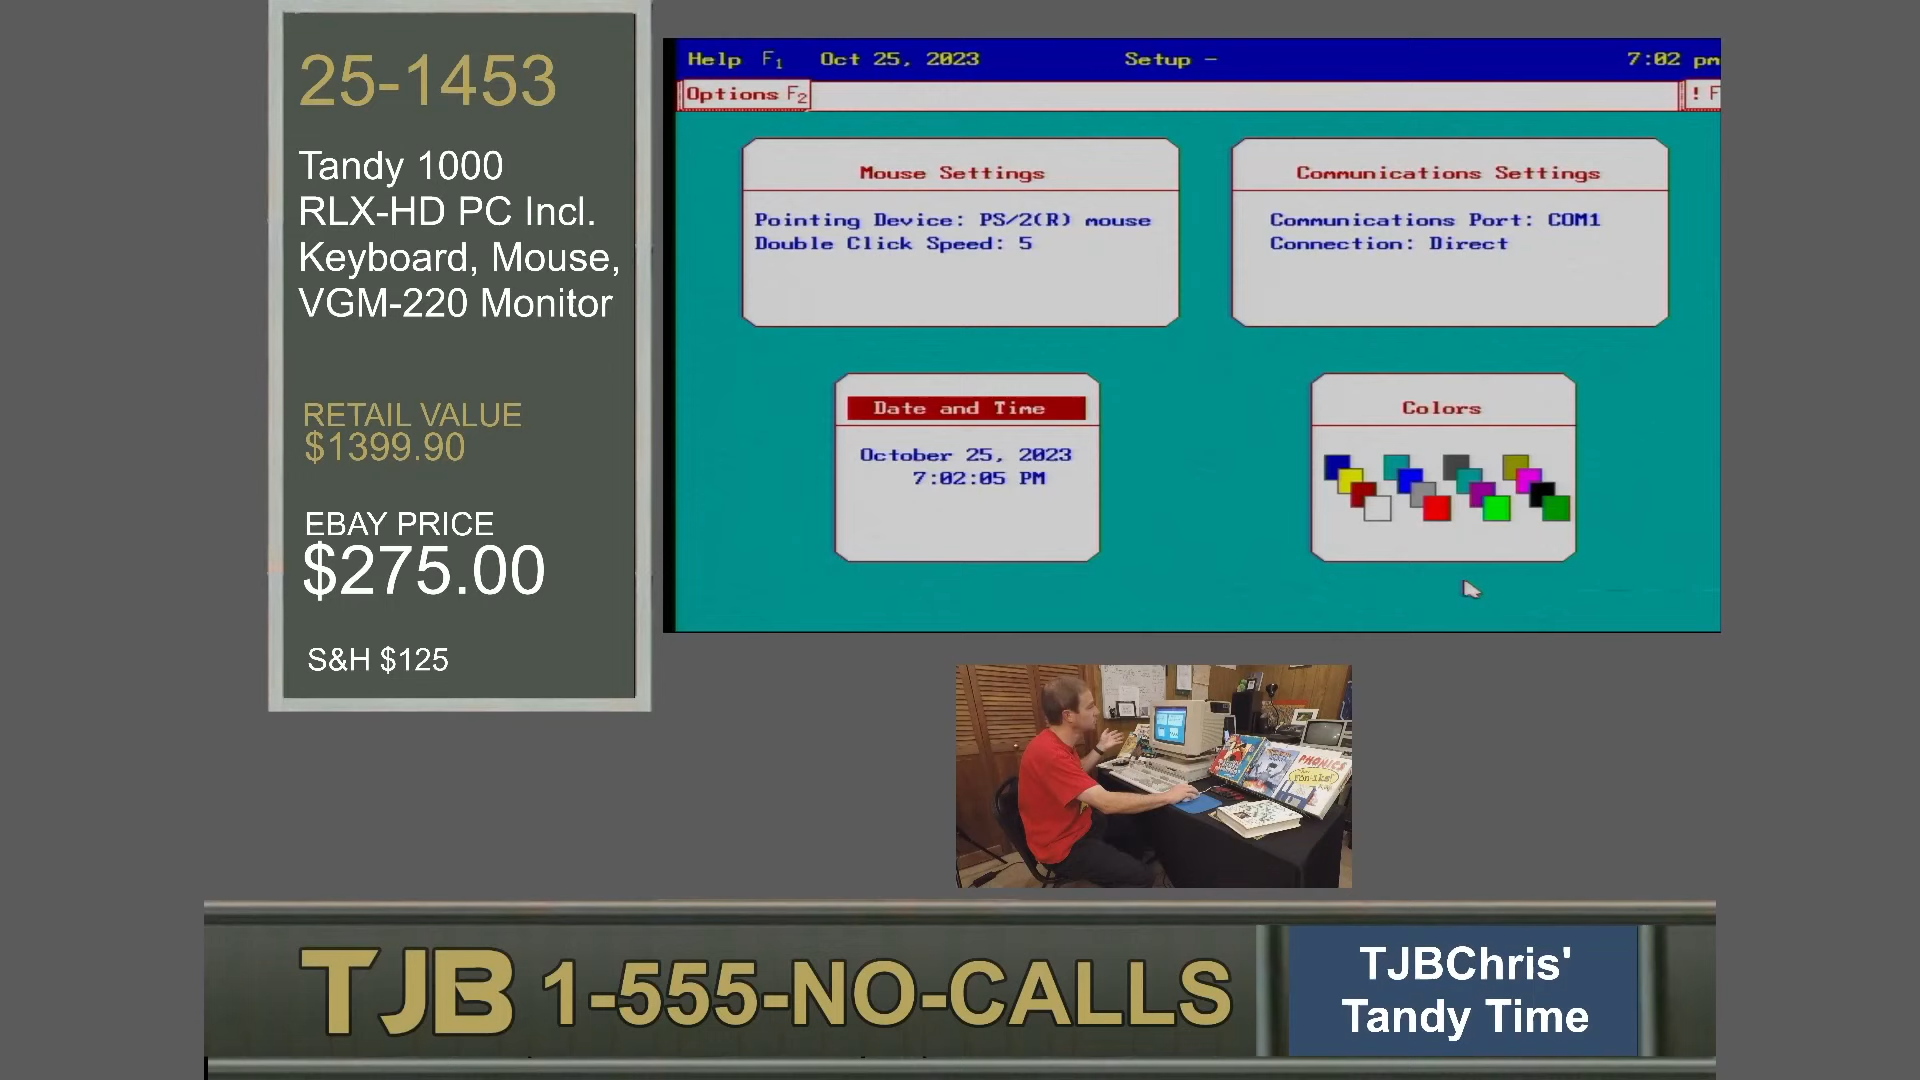 25-1453
Tandy 1000
RLX-HD PC Incl.
Keyboard, Mouse,
VGM-220 Monitor
RETAIL VALUE
$1399.90
EBAY PRICE
$275.00
S&H $125
Help F1 Oct 25, 2023 Setup - 7:02 pm
Options F2 ! F
Mouse Settings
Pointing Device: PS/2(R) mouse
Double Click Speed: 5
Communications Settings
Communications Port: COM1
Connection: Direct
Date and Time
October 25, 2023
7:02:05 PM
Colors
PHONICS
TJB 1-555-NO-CALLS
TJBChris'
Tandy Time